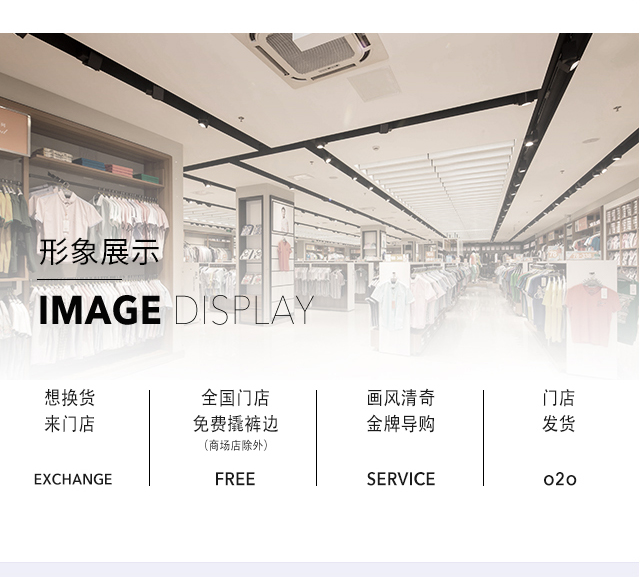 形象展示
IMAGE DISPLAY
想换货
来门店
EXCHANGE
全国门店
免费撬裤边
（商场店除外）
FREE
画风清奇
金牌导购
SERVICE
门店
发货
o2o